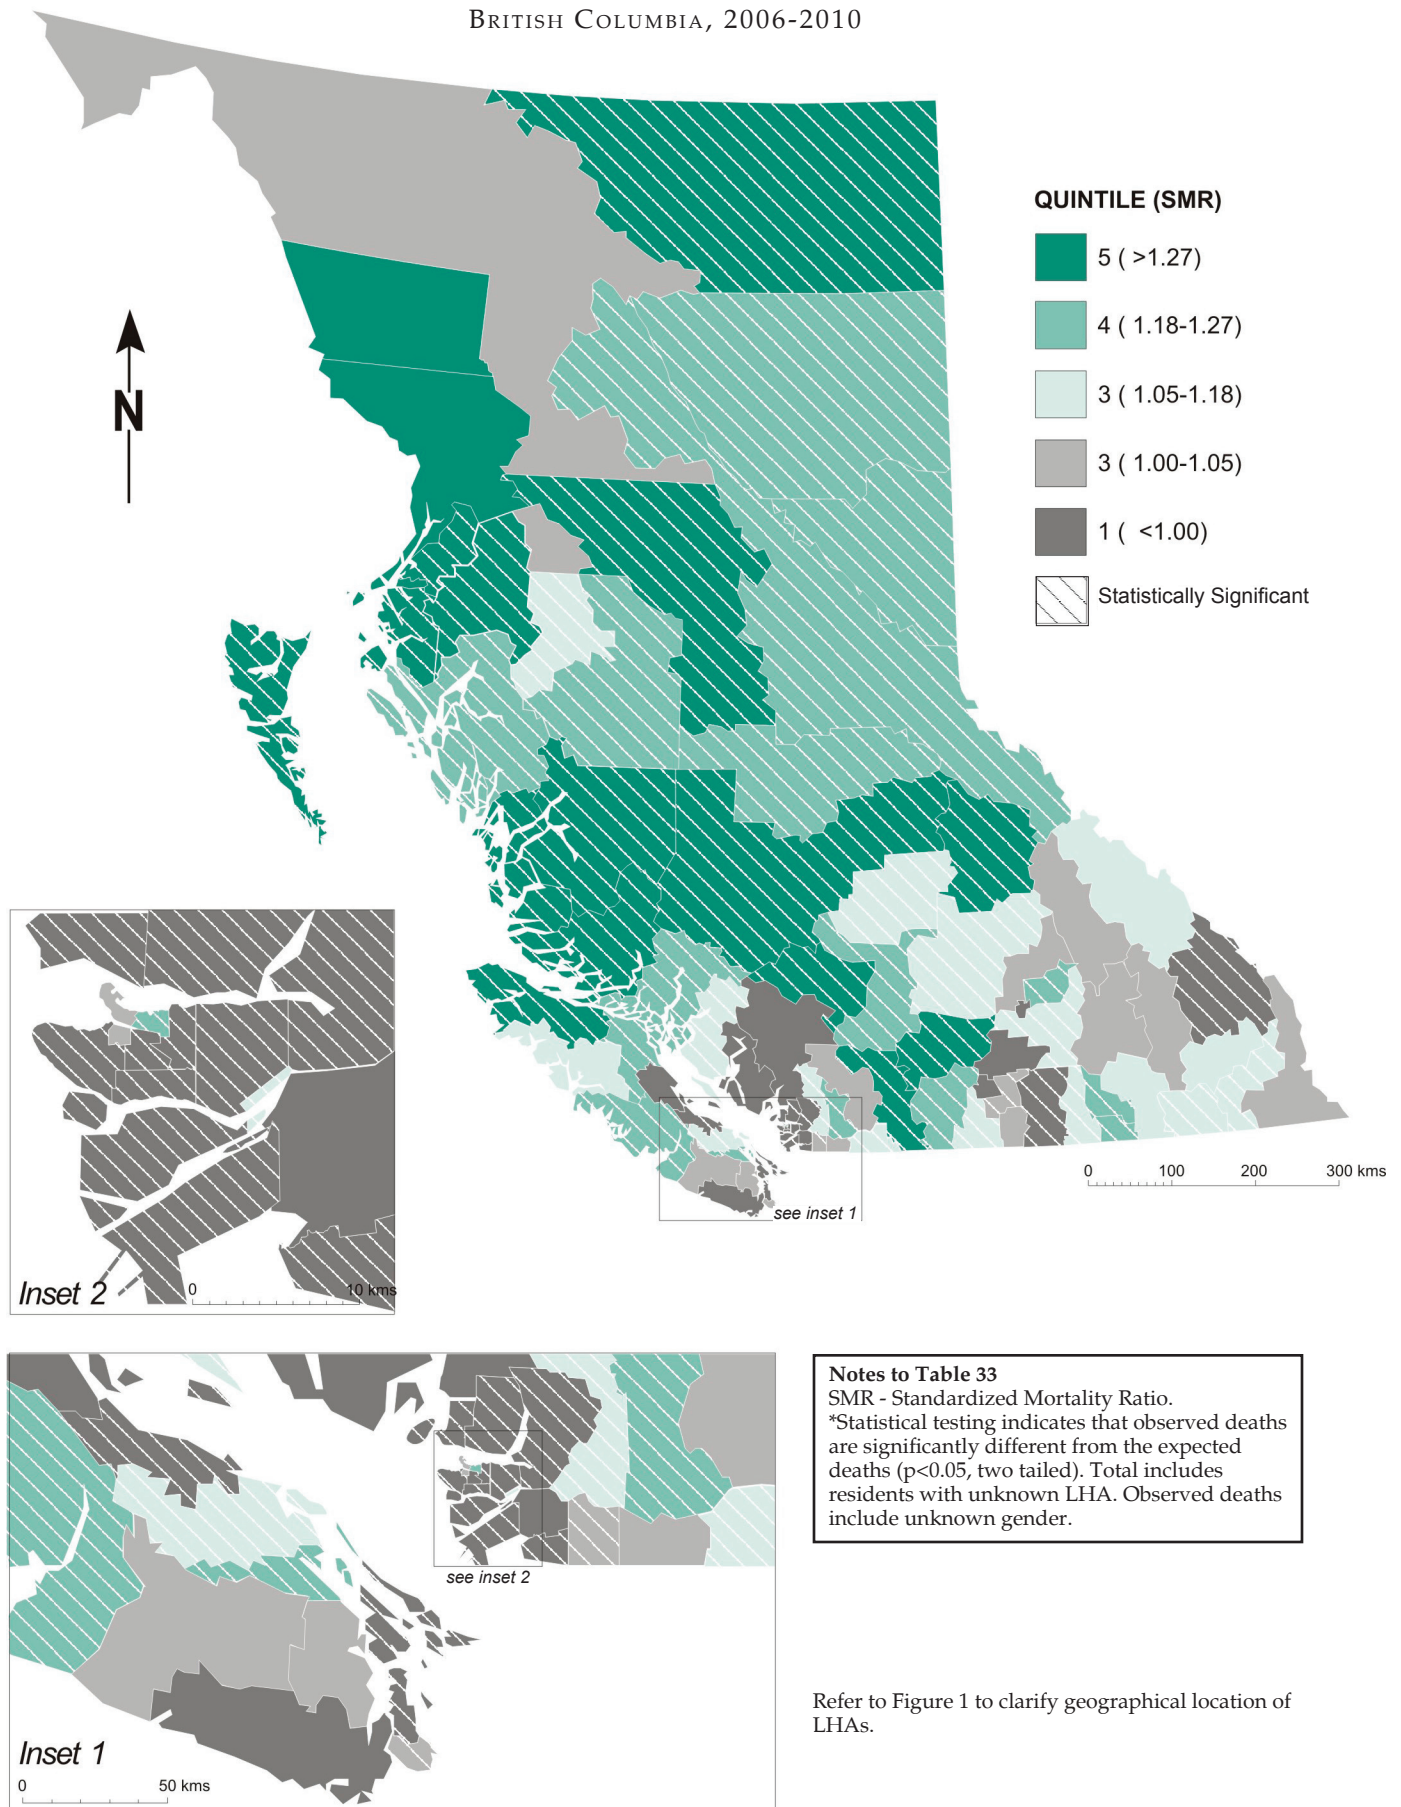 BRITISH COLUMBIA, 2006-2010
QUINTILE (SMR)
5 ( >1.27)
4 ( 1.18-1.27)
3 ( 1.05-1.18)
3 ( 1.00-1.05)
1 ( <1.00)
Statistically Significant
N
0 100 200 300 kms
see inset 1
Inset 2
0 10 kms
Notes to Table 33
SMR - Standardized Mortality Ratio.
*Statistical testing indicates that observed deaths
are significantly different from the expected
deaths (p<0.05, two tailed). Total includes
residents with unknown LHA. Observed deaths
include unknown gender.
see inset 2
Refer to Figure 1 to clarify geographical location of
LHAs.
Inset 1
0 50 kms